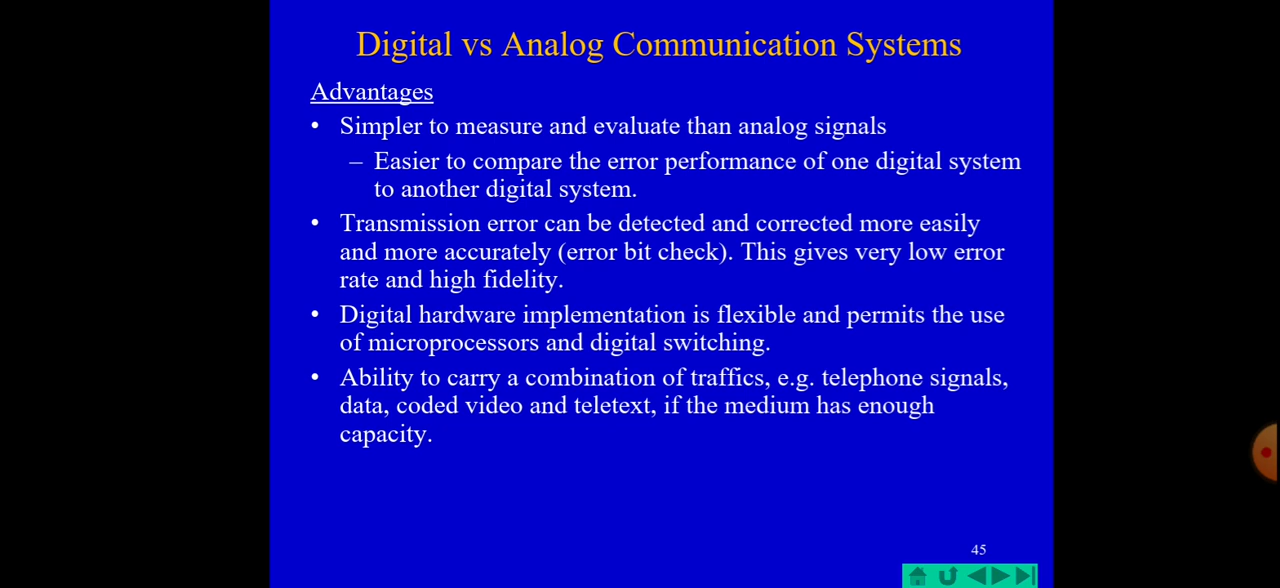 Digital vs Analog Communication Systems
Advantages
• Simpler to measure and evaluate than analog signals
– Easier to compare the error performance of one digital system
to another digital system.
• Transmission error can be detected and corrected more easily
and more accurately (error bit check). This gives very low error
rate and high fidelity.
• Digital hardware implementation is flexible and permits the use
of microprocessors and digital switching.
• Ability to carry a combination of traffics, e.g. telephone signals,
data, coded video and teletext, if the medium has enough
capacity.
45